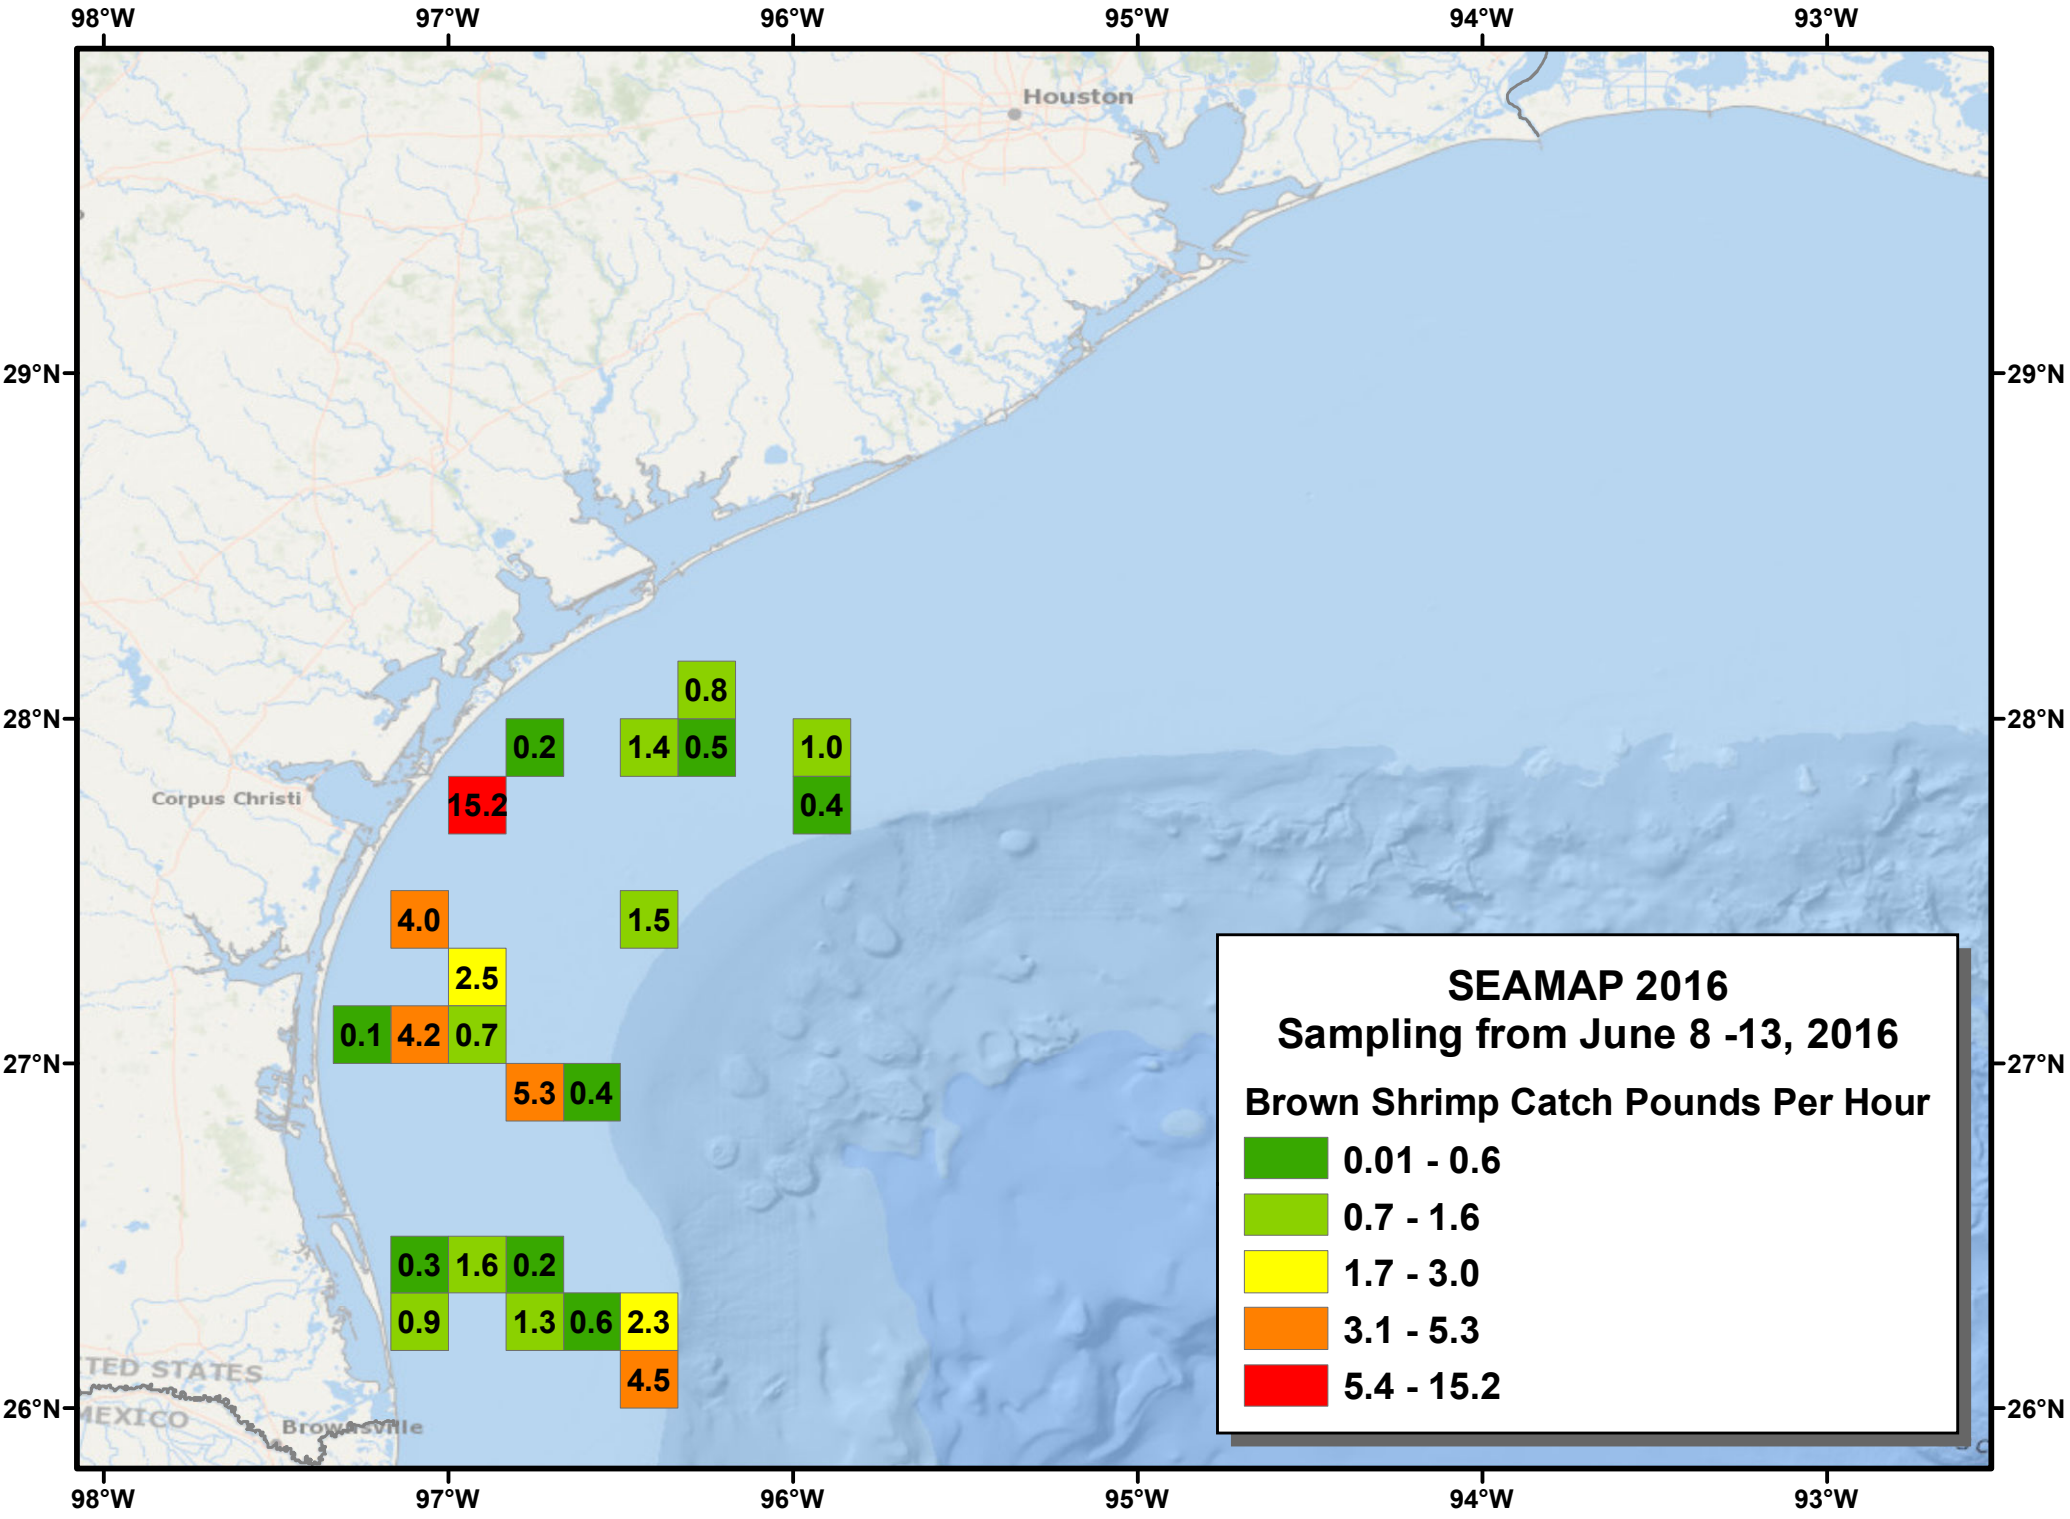 98°W 97°W 96°W 95°W 94°W 93°W
Houston
29°N 29°N
0.8
28°N 28°N
0.2 1.4 0.5 1.0
Corpus Christi
15.2 0.4
4.0 1.5
2.5
0.1 4.2 0.7
27°N 27°N
5.3 0.4
0.3 1.6 0.2
0.9 1.3 0.6 2.3
4.5
TED STATES
MEXICO
Brownsville
26°N 26°N
SEAMAP 2016
Sampling from June 8 -13, 2016
Brown Shrimp Catch Pounds Per Hour
0.01 - 0.6
0.7 - 1.6
1.7 - 3.0
3.1 - 5.3
5.4 - 15.2
98°W 97°W 96°W 95°W 94°W 93°W